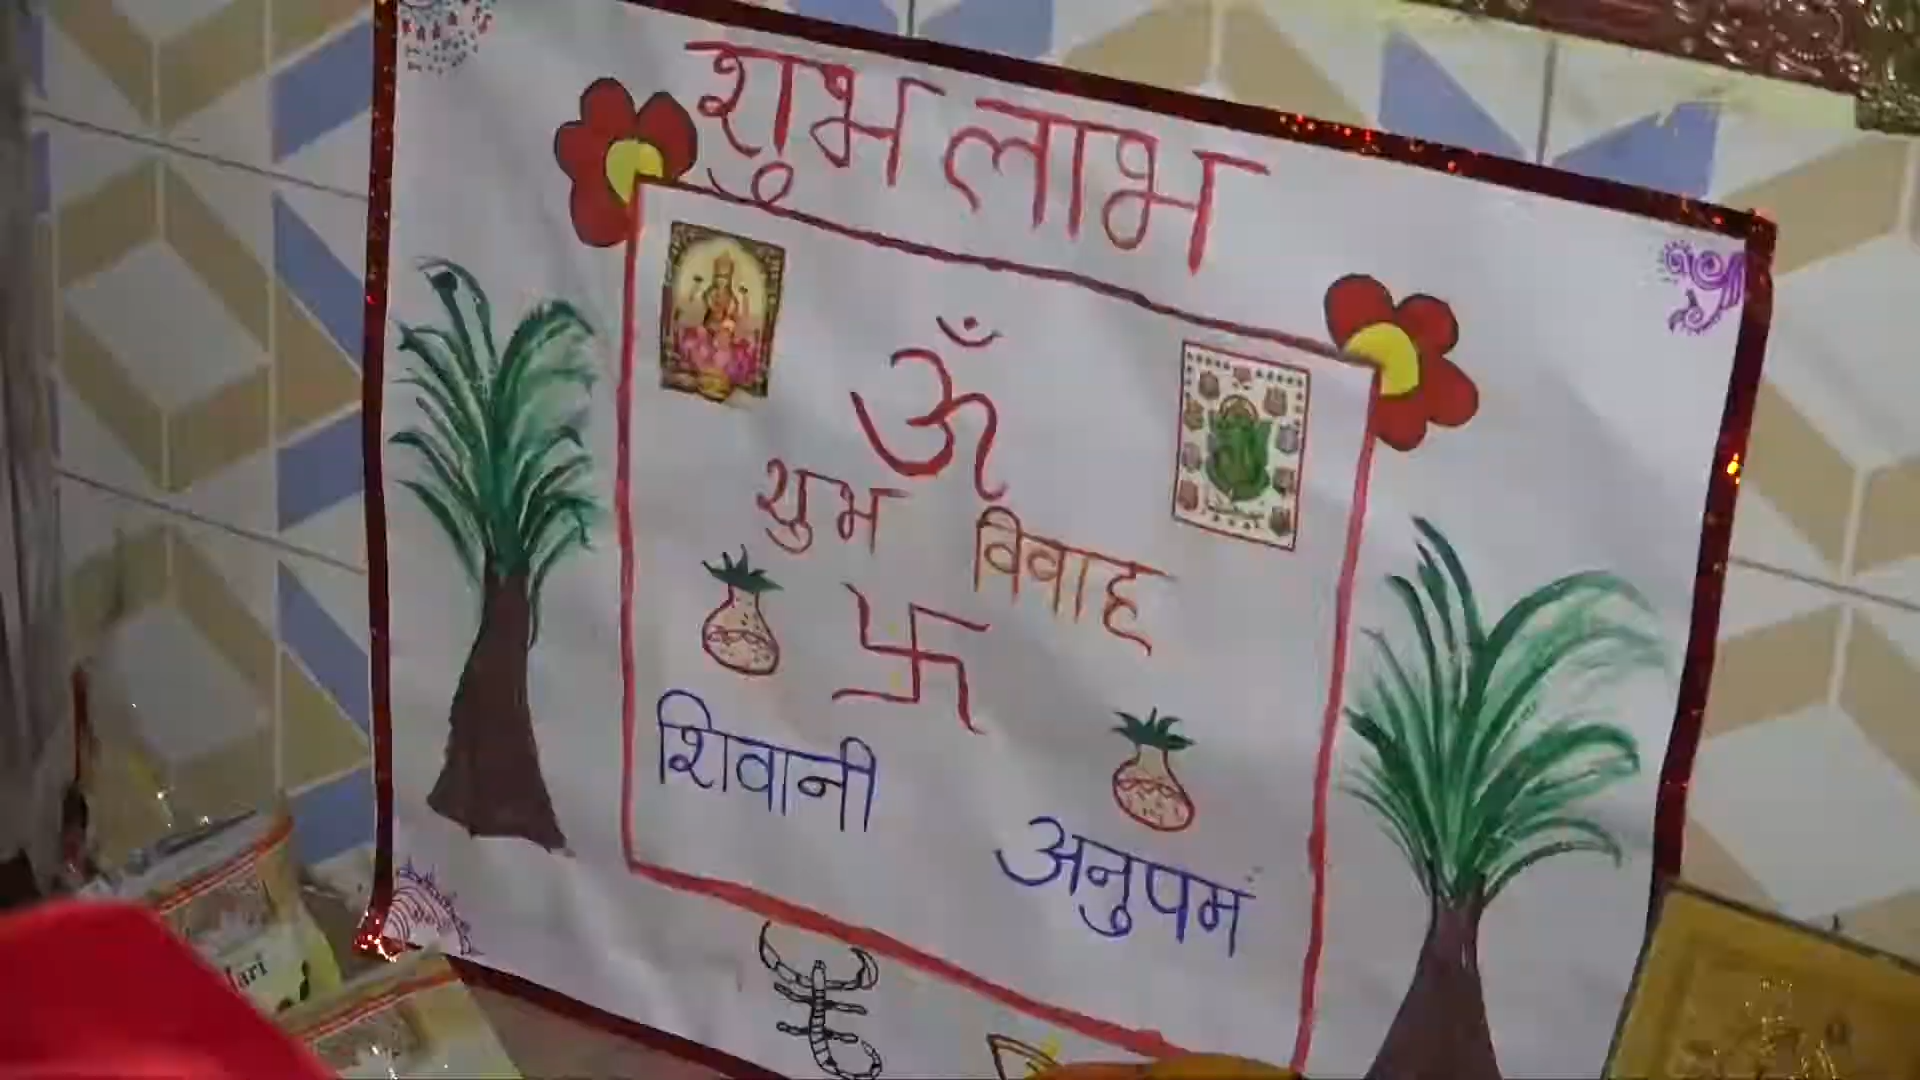 शुभ लाभ
ॐ
शुभ विवाह
शिवानी
अनुपम